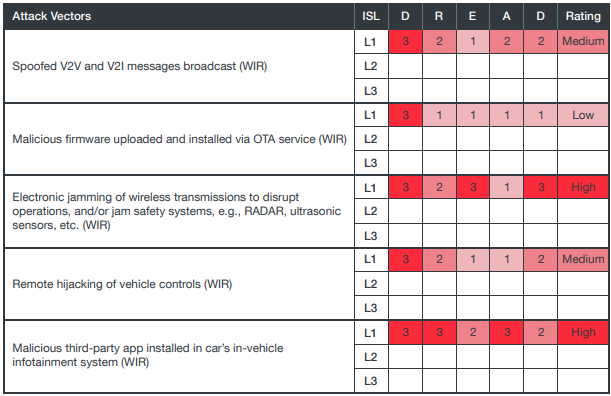 Attack Vectors ISL D R E A D Rating
Spoofed V2V and V2I messages broadcast (WIR)
L1 3 2 1 2 2 Medium
L2
L3
Malicious firmware uploaded and installed via OTA service (WIR)
L1 3 1 1 1 1 Low
L2
L3
Electronic jamming of wireless transmissions to disrupt
operations, and/or jam safety systems, e.g., RADAR, ultrasonic
sensors, etc. (WIR)
L1 3 2 3 1 3 High
L2
L3
Remote hijacking of vehicle controls (WIR)
L1 3 2 1 1 2 Medium
L2
L3
Malicious third-party app installed in car's in-vehicle
infotainment system (WIR)
L1 3 3 2 3 2 High
L2
L3